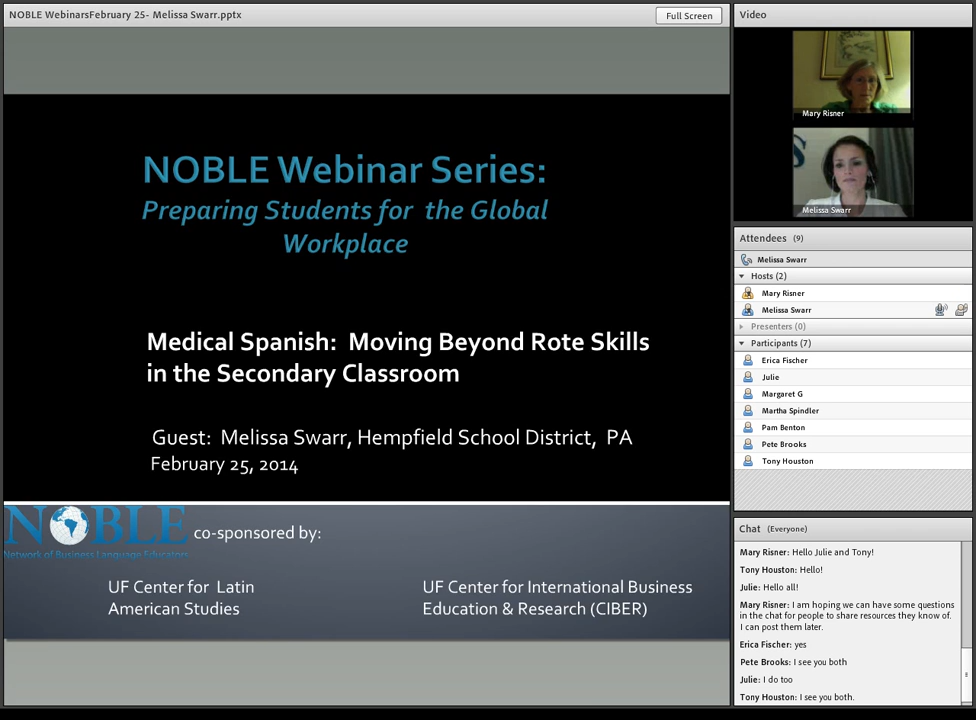 NOBLE WebinarsFebruary 25- Melissa Swarr.pptx
Full Screen
NOBLE Webinar Series:
Preparing Students for the Global
Workplace
Medical Spanish: Moving Beyond Rote Skills
in the Secondary Classroom
Guest: Melissa Swarr, Hempfield School District, PA
February 25, 2014
NOBLE
Network of Business Language Educators
co-sponsored by:
UF Center for Latin
American Studies
UF Center for International Business
Education & Research (CIBER)
Video
Mary Risner
S
Melissa Swarr
Attendees (9)
Melissa Swarr
Hosts (2)
Mary Risner
Melissa Swarr
Presenters (0)
Participants (7)
Erica Fischer
Julie
Margaret G
Martha Spindler
Pam Benton
Pete Brooks
Tony Houston
Chat (Everyone)
Mary Risner: Hello Julie and Tony!
Tony Houston: Hello!
Julie: Hello all!
Mary Risner: I am hoping we can have some questions
in the chat for people to share resources they know of.
I can post them later.
Erica Fischer: yes
Pete Brooks: I see you both
Julie: I do too
Tony Houston: I see you both.